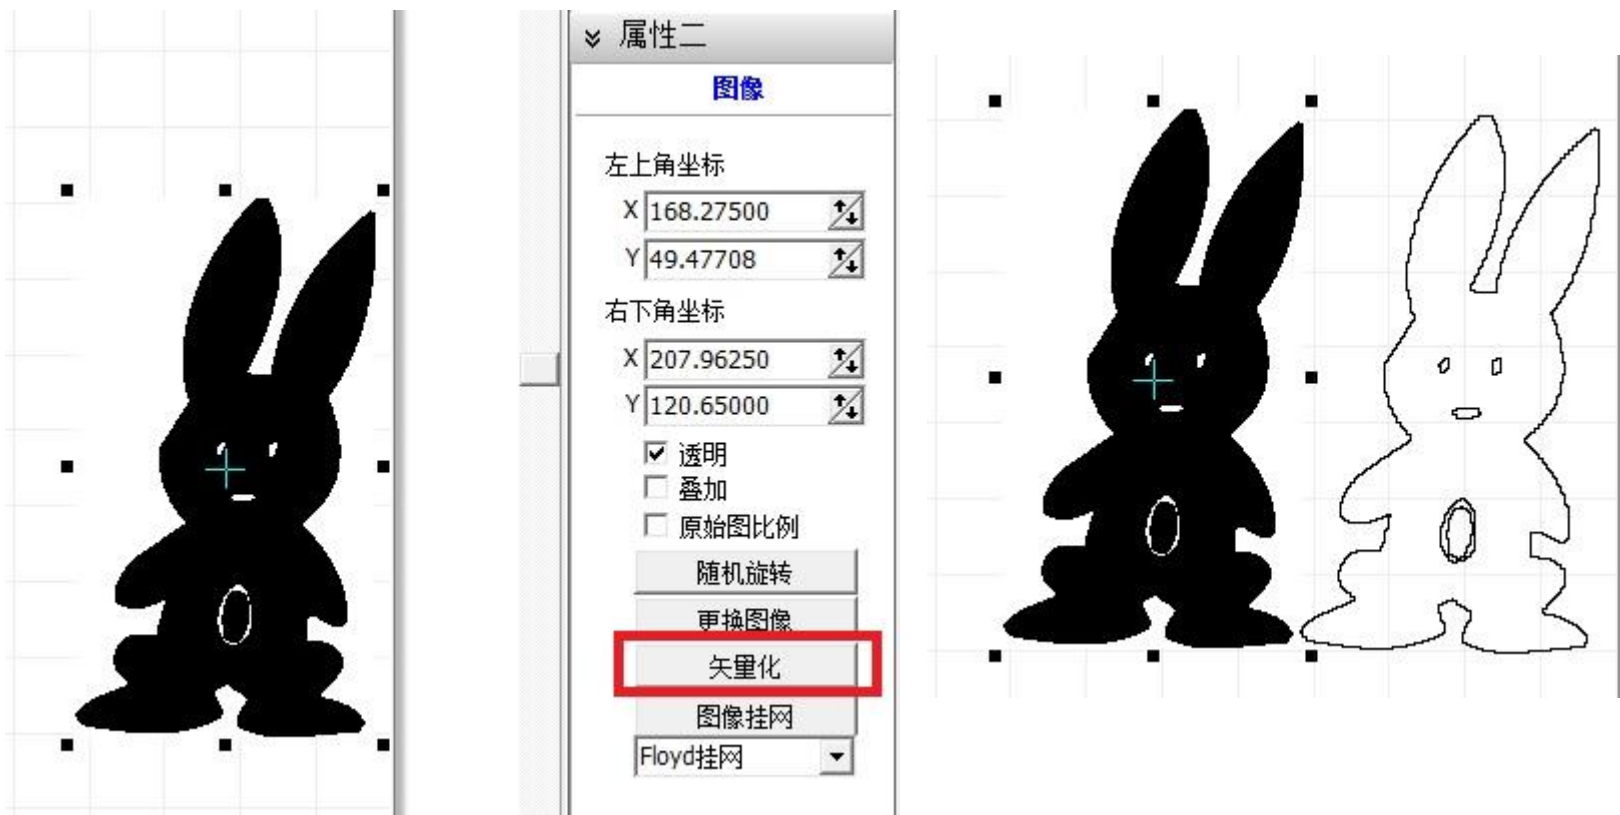 属性二
图像
左上角坐标
X 168.27500
Y 49.47708
右下角坐标
X 207.96250
Y 120.65000
透明
叠加
原始图比例
随机旋转
更换图像
矢量化
图像挂网
Floyd挂网